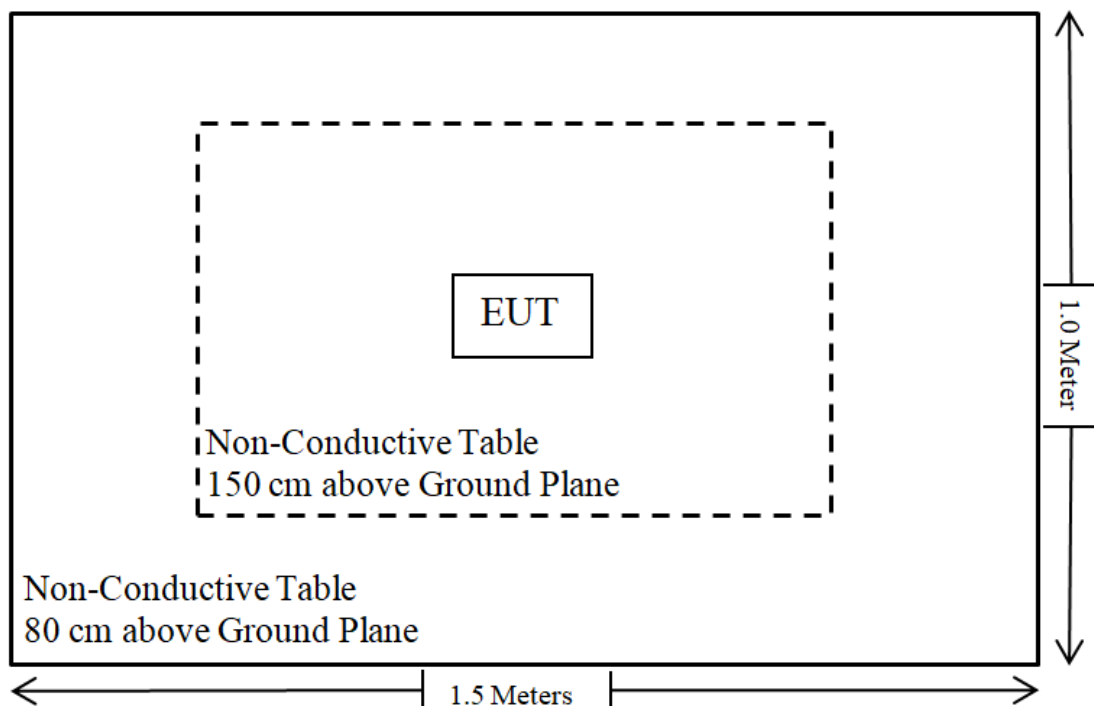 EUT
Non-Conductive Table
150 cm above Ground Plane
Non-Conductive Table
80 cm above Ground Plane
1.0 Meter
1.5 Meters